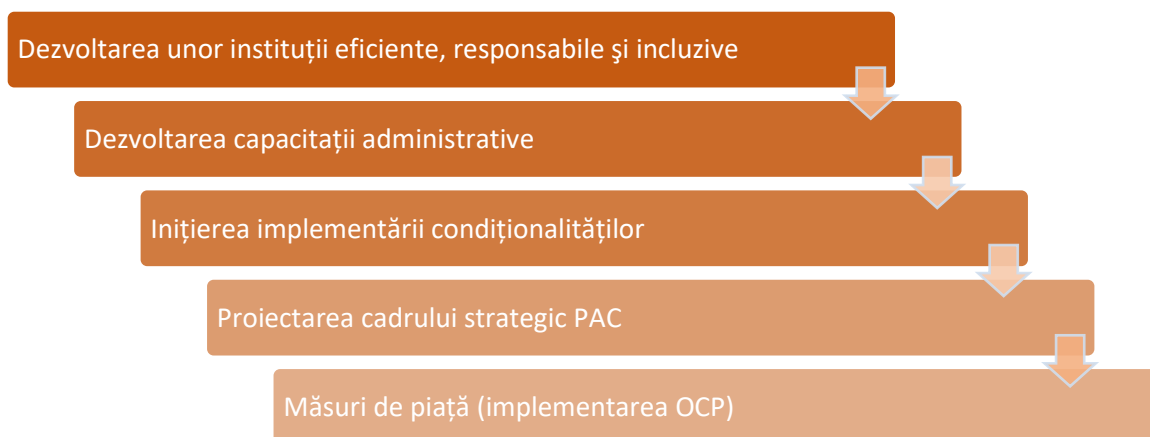 Dezvoltarea unor instituții eficiente, responsabile şi incluzive
Dezvoltarea capacitații administrative
Inițierea implementării condiționalităților
Proiectarea cadrului strategic PAC
Măsuri de piață (implementarea OCP)